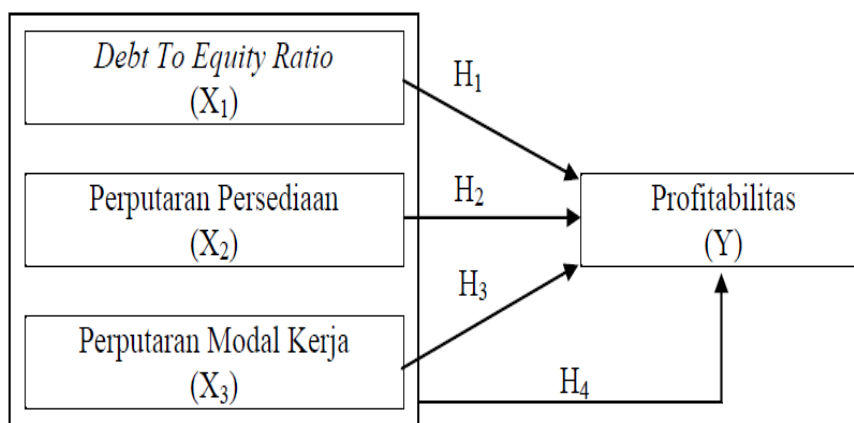 Debt To Equity Ratio
(X₁)
H₁
Perputaran Persediaan
(X₂)
H₂
Profitabilitas
(Y)
H₃
Perputaran Modal Kerja
(X₃)
H₄